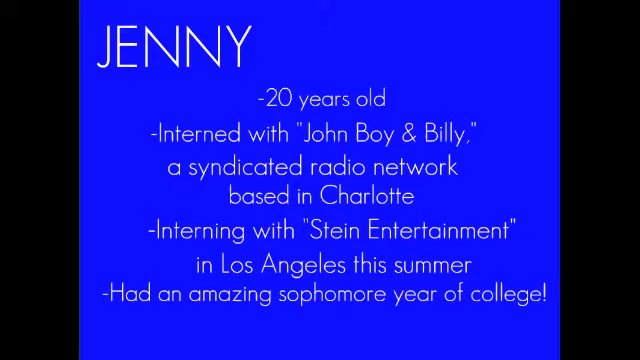 JENNY
-20 years old
-Interned with "John Boy & Billy,"
a syndicated radio network
based in Charlotte
-Interning with "Stein Entertainment"
in Los Angeles this summer
-Had an amazing sophomore year of college!